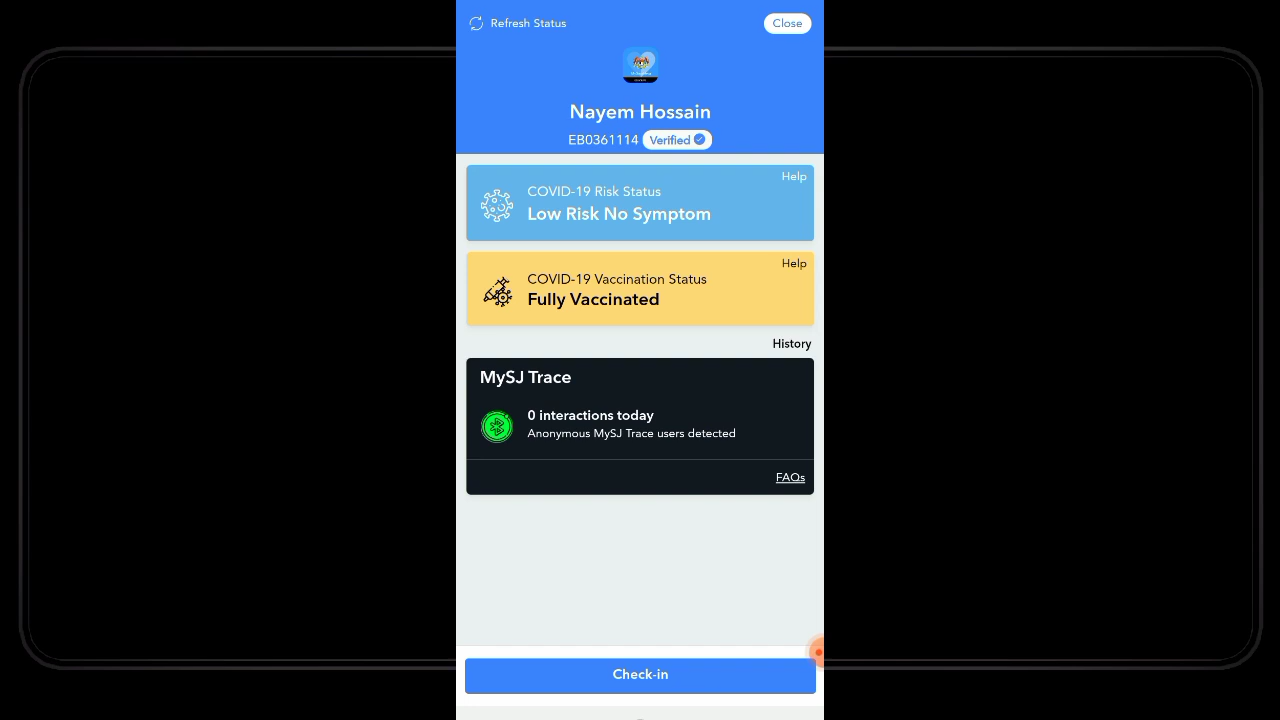 Refresh Status
Close
Nayem Hossain
EB0361114 Verified
Help
COVID-19 Risk Status
Low Risk No Symptom
Help
COVID-19 Vaccination Status
Fully Vaccinated
History
MySJ Trace
0 interactions today
Anonymous MySJ Trace users detected
FAQs
Check-in